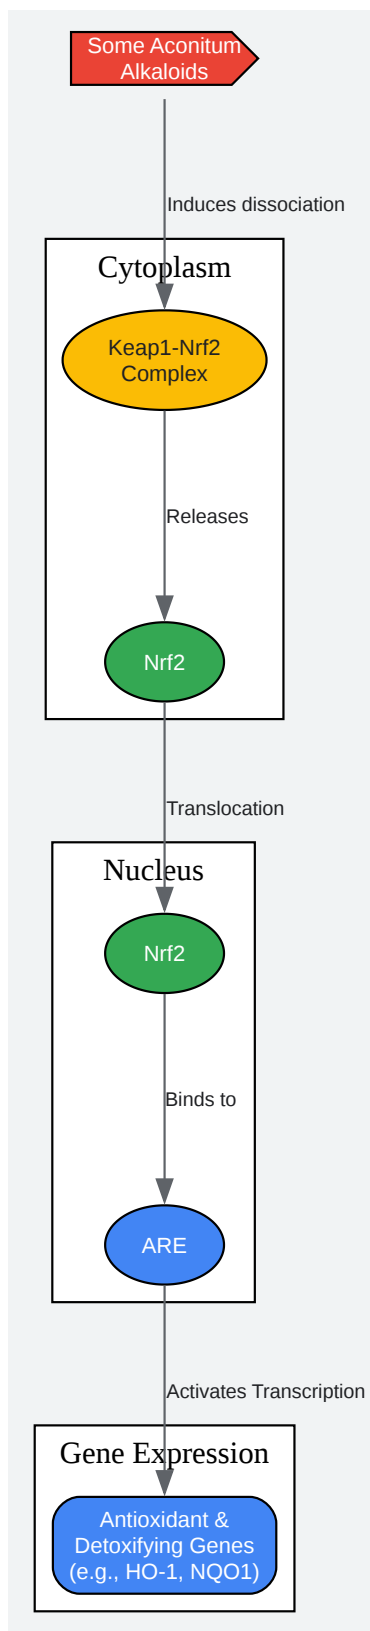 Some Aconitum
Alkaloids
Induces dissociation
Cytoplasm
Keap1-Nrf2
Complex
Releases
Nrf2
Translocation
Nucleus
Nrf2
Binds to
ARE
Activates Transcription
Gene Expression
Antioxidant &
Detoxifying Genes
(e.g., HO-1, NQO1)